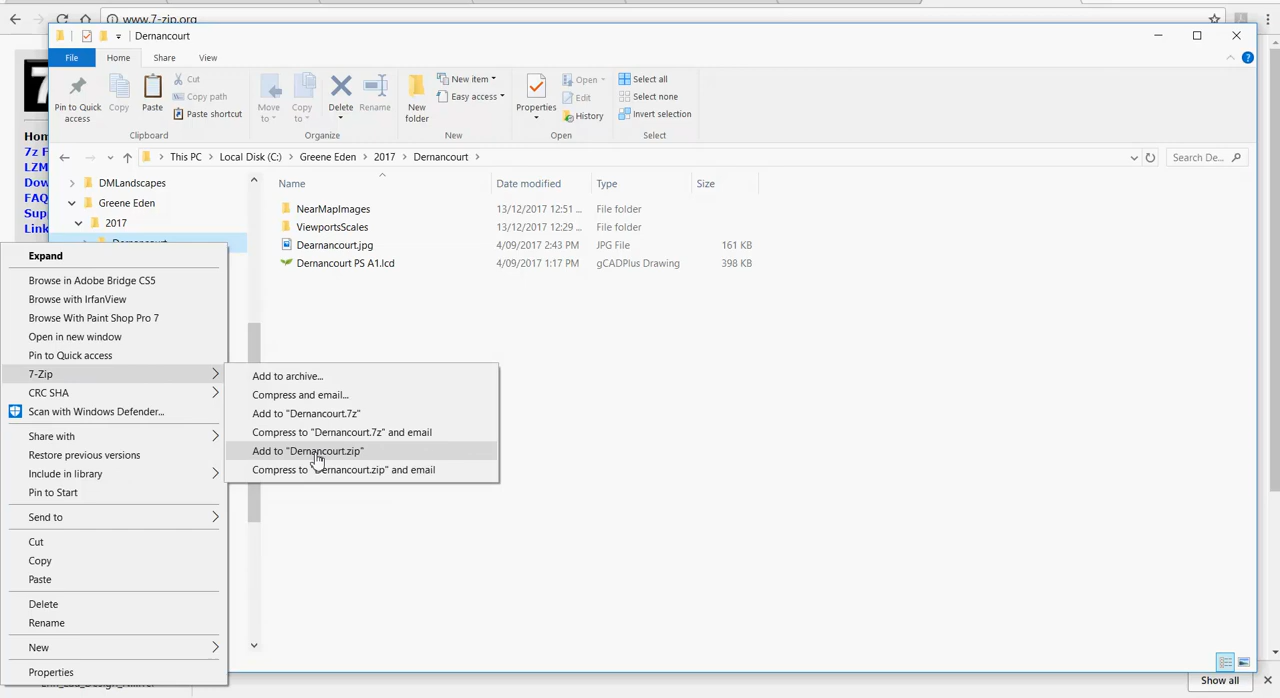 www.7-zip.org
Dernancourt
File Home Share View
Pin to Quick access
Copy
Paste
Cut
Copy path
Paste shortcut
Move to
Copy to
Delete
Rename
New folder
New item
Easy access
Properties
Open
Edit
History
Select all
Select none
Invert selection
Clipboard Organize New Open Select
This PC Local Disk (C:) Greene Eden 2017 Dernancourt
Search De...
7
Hom
7z F
LZM
Dow
FAQ
Sup
Link
DMLandscapes
Greene Eden
2017
Dernancourt
Name Date modified Type Size
NearMapImages 13/12/2017 12:51 ... File folder
ViewportsScales 13/12/2017 12:29 ... File folder
Dearnancourt.jpg 4/09/2017 2:43 PM JPG File 161 KB
Dernancourt PS A1.lcd 4/09/2017 1:17 PM gCADPlus Drawing 398 KB
Expand
Browse in Adobe Bridge CS5
Browse with IrfanView
Browse With Paint Shop Pro 7
Open in new window
Pin to Quick access
7-Zip
CRC SHA
Scan with Windows Defender...
Share with
Restore previous versions
Include in library
Pin to Start
Send to
Cut
Copy
Paste
Delete
Rename
New
Properties
Add to archive...
Compress and email...
Add to "Dernancourt.7z"
Compress to "Dernancourt.7z" and email
Add to "Dernancourt.zip"
Compress to "Dernancourt.zip" and email
Show all